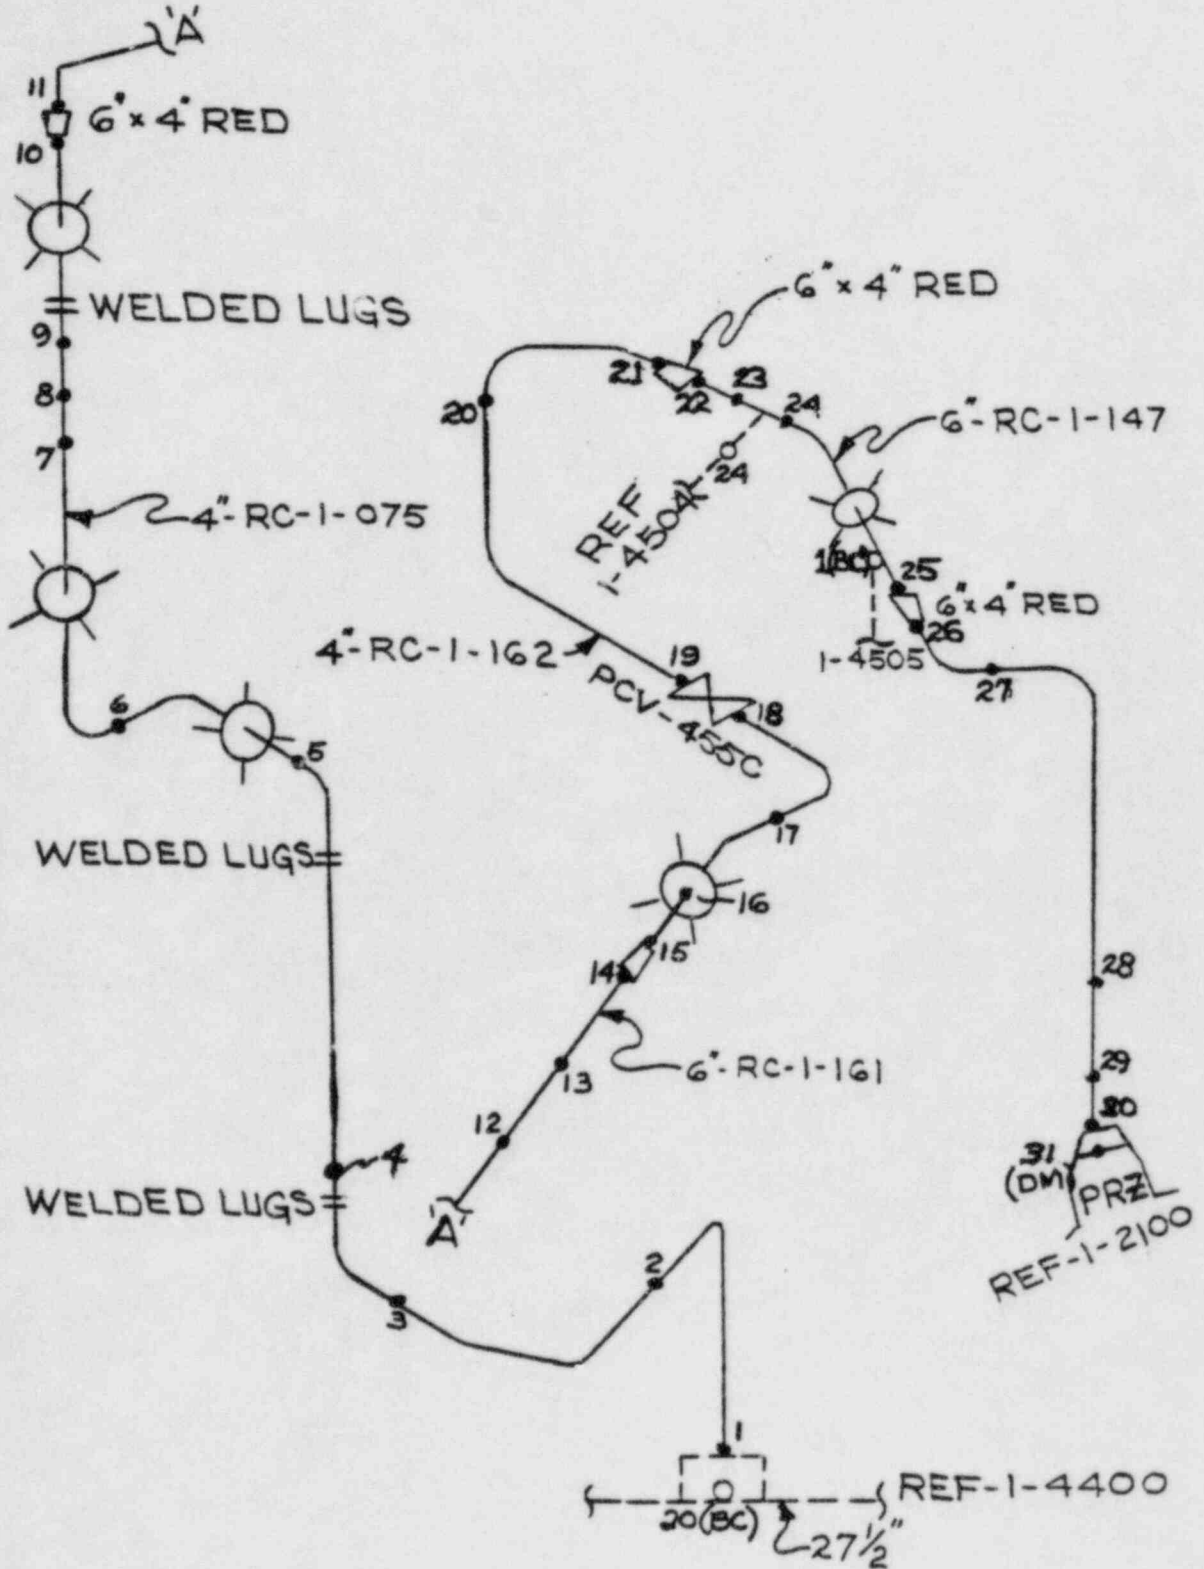 'A'
11
6" x 4" RED
10
WELDED LUGS
9
8
7
4"-RC-1-075
6
5
WELDED LUGS
4
WELDED LUGS
3
2
1
20(BC)
27 1/2"
REF-1-4400
'A'
12
13
6"-RC-1-161
14
15
16
17
18
PCV-455C
19
4"-RC-1-162
20
21
6" x 4" RED
22
23
24
24
REF
1-4504
6"-RC-1-147
1(BC)
1-4505
25
6" x 4" RED
26
27
28
29
30
31
(DM)
PRZ
REF-1-2100